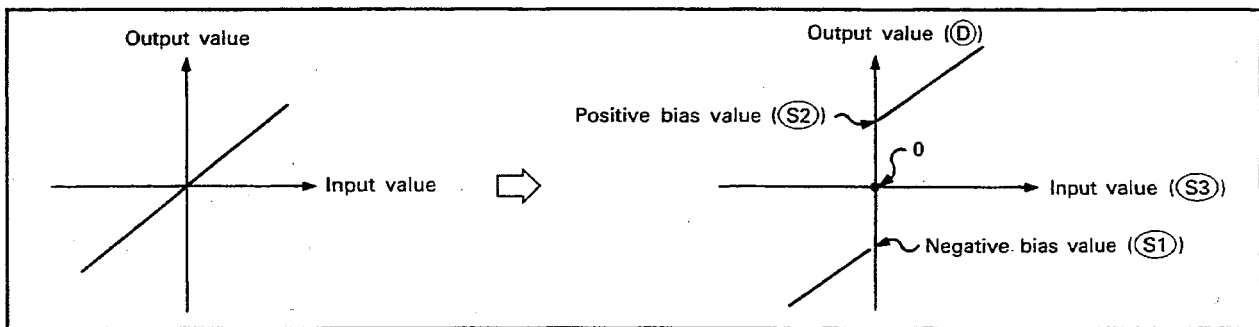 Output value
Input value
Output value (Ⓓ)
Positive bias value (S2)
0
Input value (S3)
Negative bias value (S1)